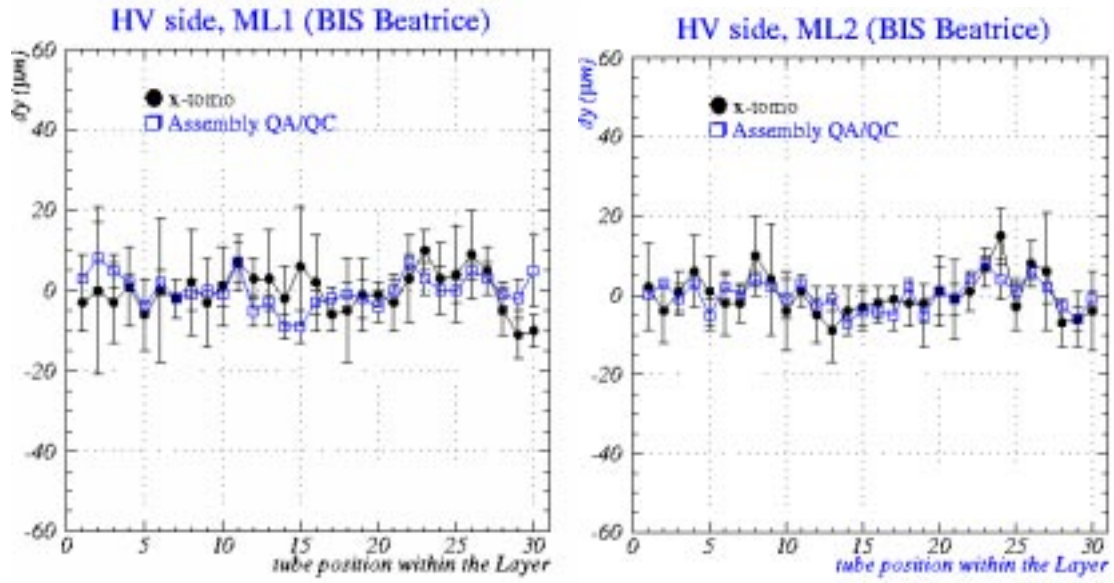 HV side, ML1 (BIS Beatrice)
dy (μm)
60
40
20
0
-20
-40
-60
x-tomo
Assembly QA/QC
0 5 10 15 20 25 30
tube position within the Layer
HV side, ML2 (BIS Beatrice)
dy (μm)
60
40
20
0
-20
-40
-60
x-tomo
Assembly QA/QC
0 5 10 15 20 25 30
tube position within the Layer